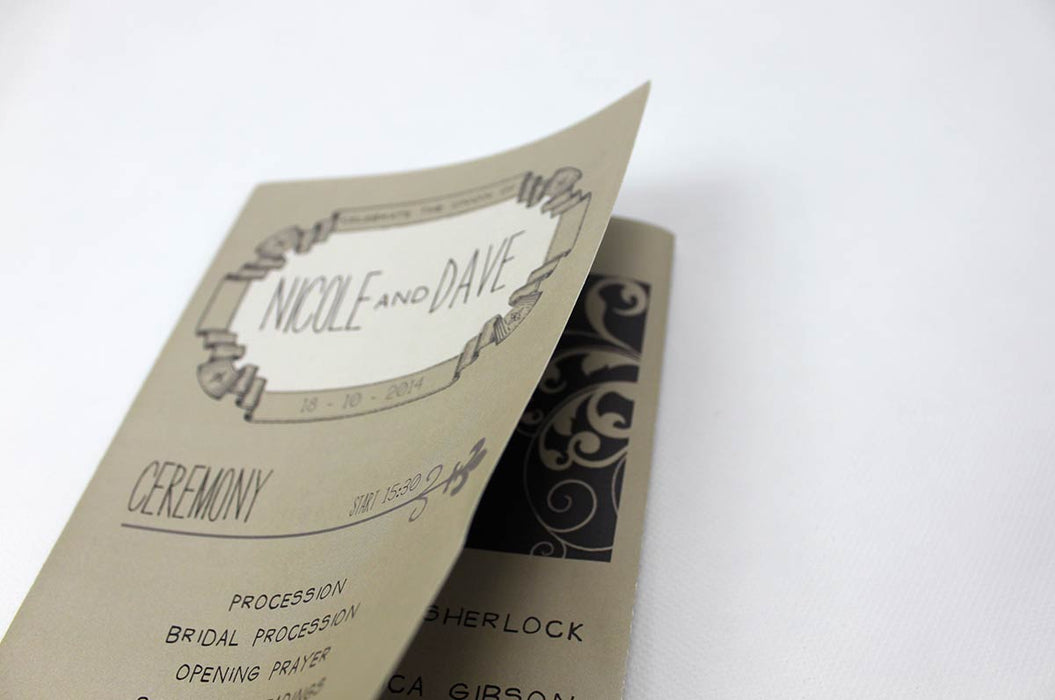 CELEBRATE THE UNION OF
NICOLE AND DAVE
18 - 10 - 2014
CEREMONY
START 15:30
PROCESSION
BRIDAL PROCESSION
OPENING PRAYER
SHERLOCK
GIBSON